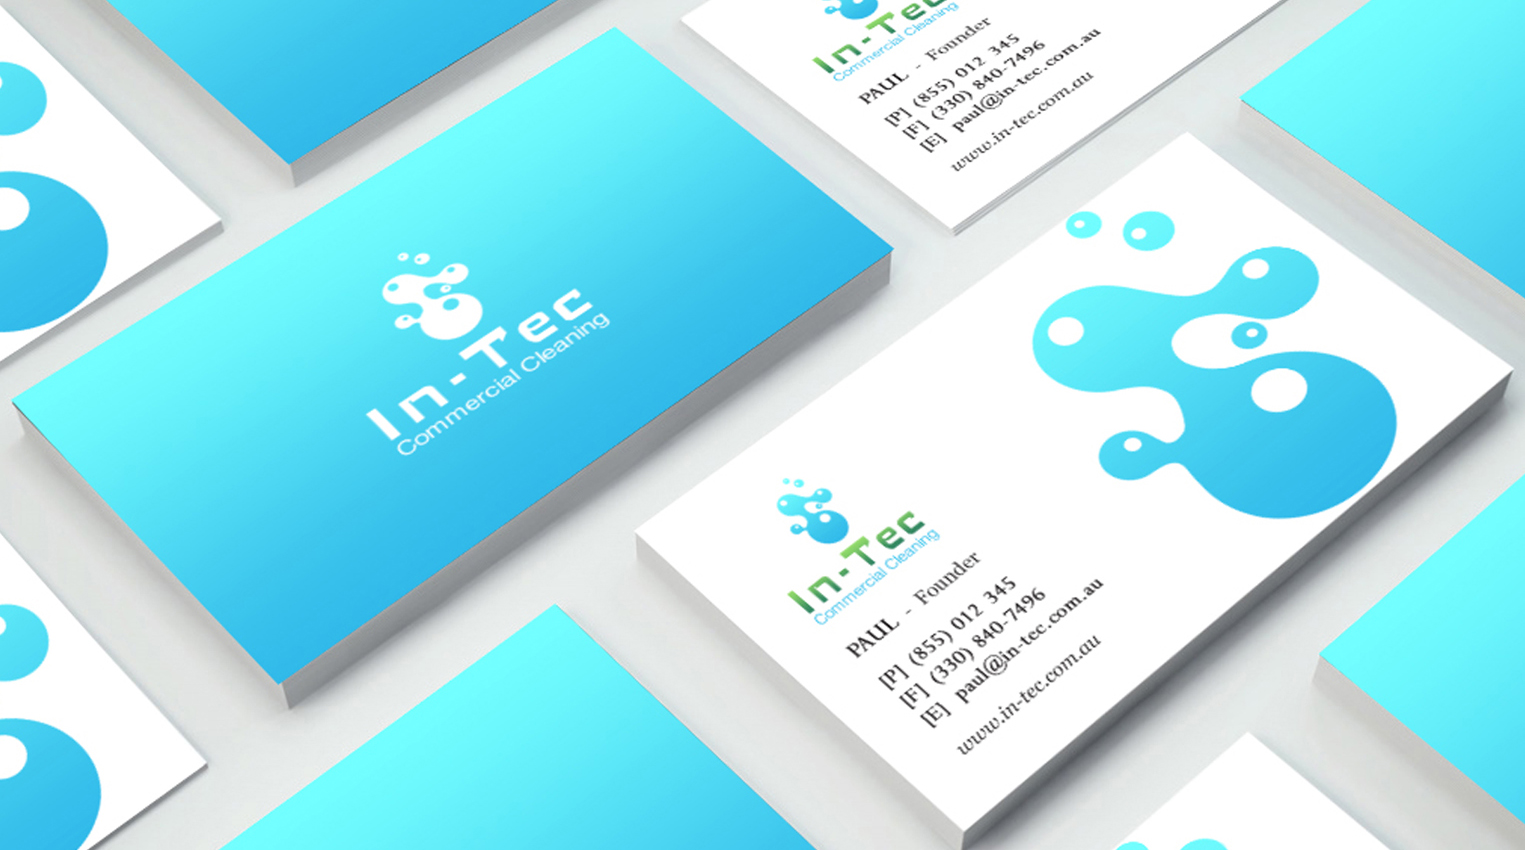 In-Tec
Commercial Cleaning
In-Tec
Commercial Cleaning
PAUL - Founder
[P] (855) 012 345
[F] (330) 840-7496
[E] paul@in-tec.com.au
www.in-tec.com.au
In-Tec
Commercial Cleaning
PAUL - Founder
[P] (855) 012 345
[F] (330) 840-7496
[E] paul@in-tec.com.au
www.in-tec.com.au